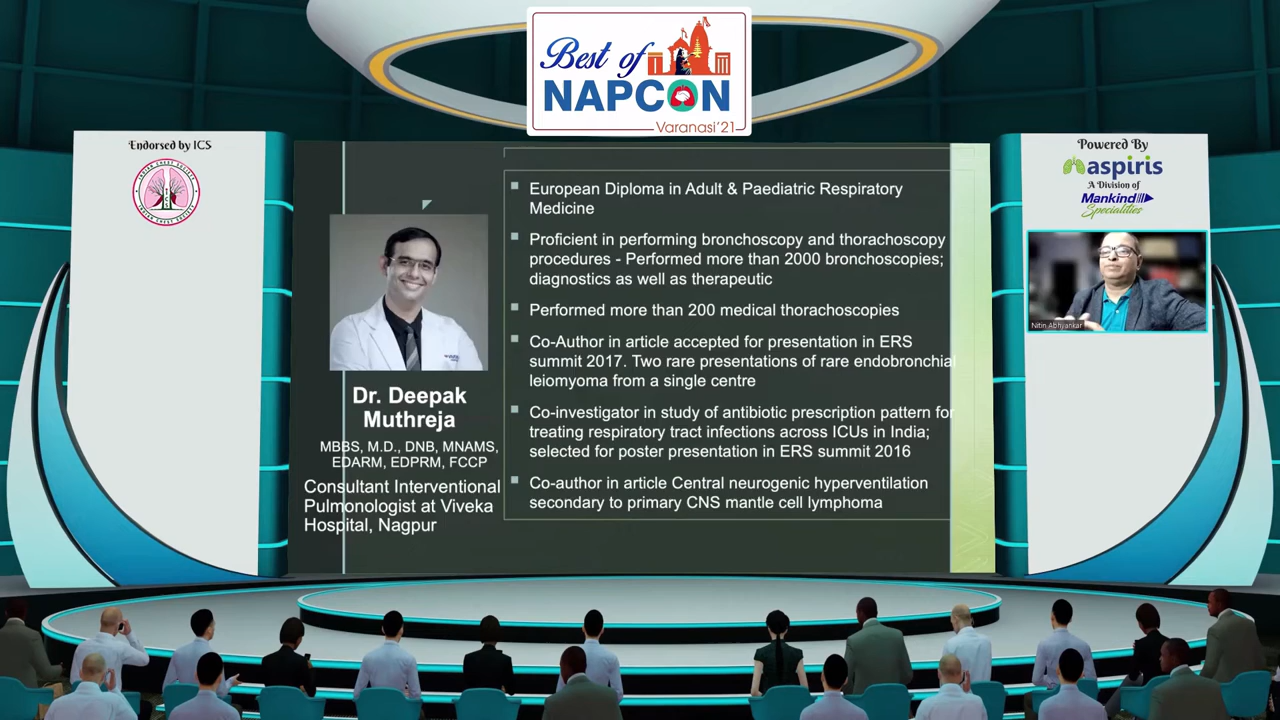 Best of
NAPCON
Varanasi'21
Endorsed by ICS
INDIAN CHEST SOCIETY
Powered By
aspiris
A Division of
Mankind
Specialities
Nitin Abhyankar
Dr. Deepak
Muthreja
MBBS, M.D., DNB, MNAMS,
EDARM, EDPRM, FCCP
Consultant Interventional
Pulmonologist at Viveka
Hospital, Nagpur
European Diploma in Adult & Paediatric Respiratory
Medicine
Proficient in performing bronchoscopy and thorachoscopy
procedures - Performed more than 2000 bronchoscopies;
diagnostics as well as therapeutic
Performed more than 200 medical thorachoscopies
Co-Author in article accepted for presentation in ERS
summit 2017. Two rare presentations of rare endobronchial
leiomyoma from a single centre
Co-investigator in study of antibiotic prescription pattern for
treating respiratory tract infections across ICUs in India;
selected for poster presentation in ERS summit 2016
Co-author in article Central neurogenic hyperventilation
secondary to primary CNS mantle cell lymphoma